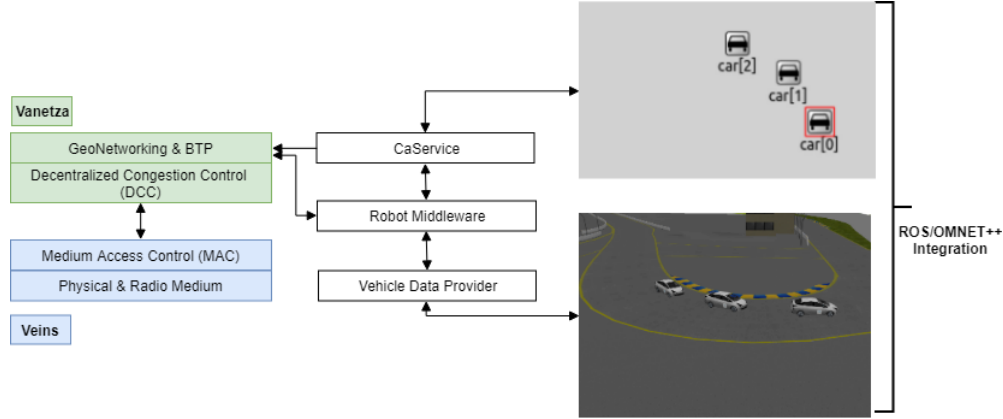 Vanetza
GeoNetworking & BTP
Decentralized Congestion Control
(DCC)
Medium Access Control (MAC)
Physical & Radio Medium
Veins
CaService
Robot Middleware
Vehicle Data Provider
car[2]
car[1]
car[0]
ROS/OMNET++
Integration